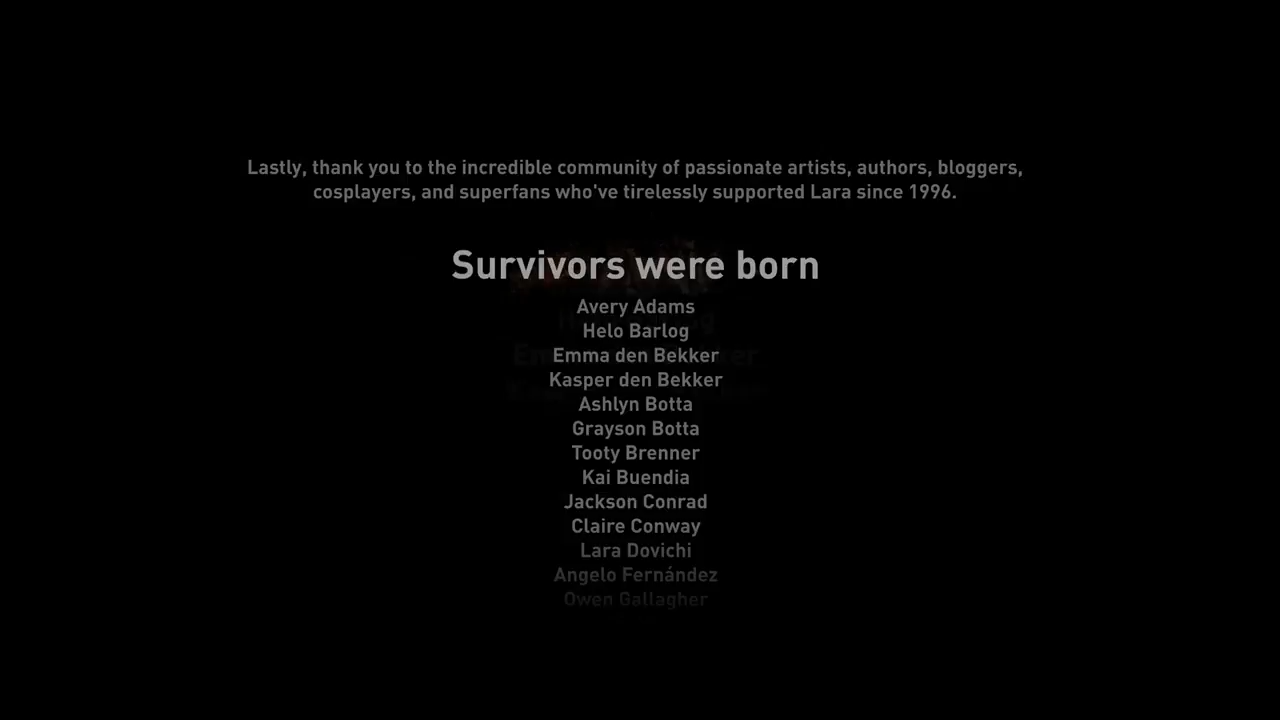 Lastly, thank you to the incredible community of passionate artists, authors, bloggers,
cosplayers, and superfans who've tirelessly supported Lara since 1996.
Survivors were born
Avery Adams
Helo Barlog
Emma den Bekker
Kasper den Bekker
Ashlyn Botta
Grayson Botta
Tooty Brenner
Kai Buendia
Jackson Conrad
Claire Conway
Lara Dovichi
Angelo Fernández
Owen Gallagher